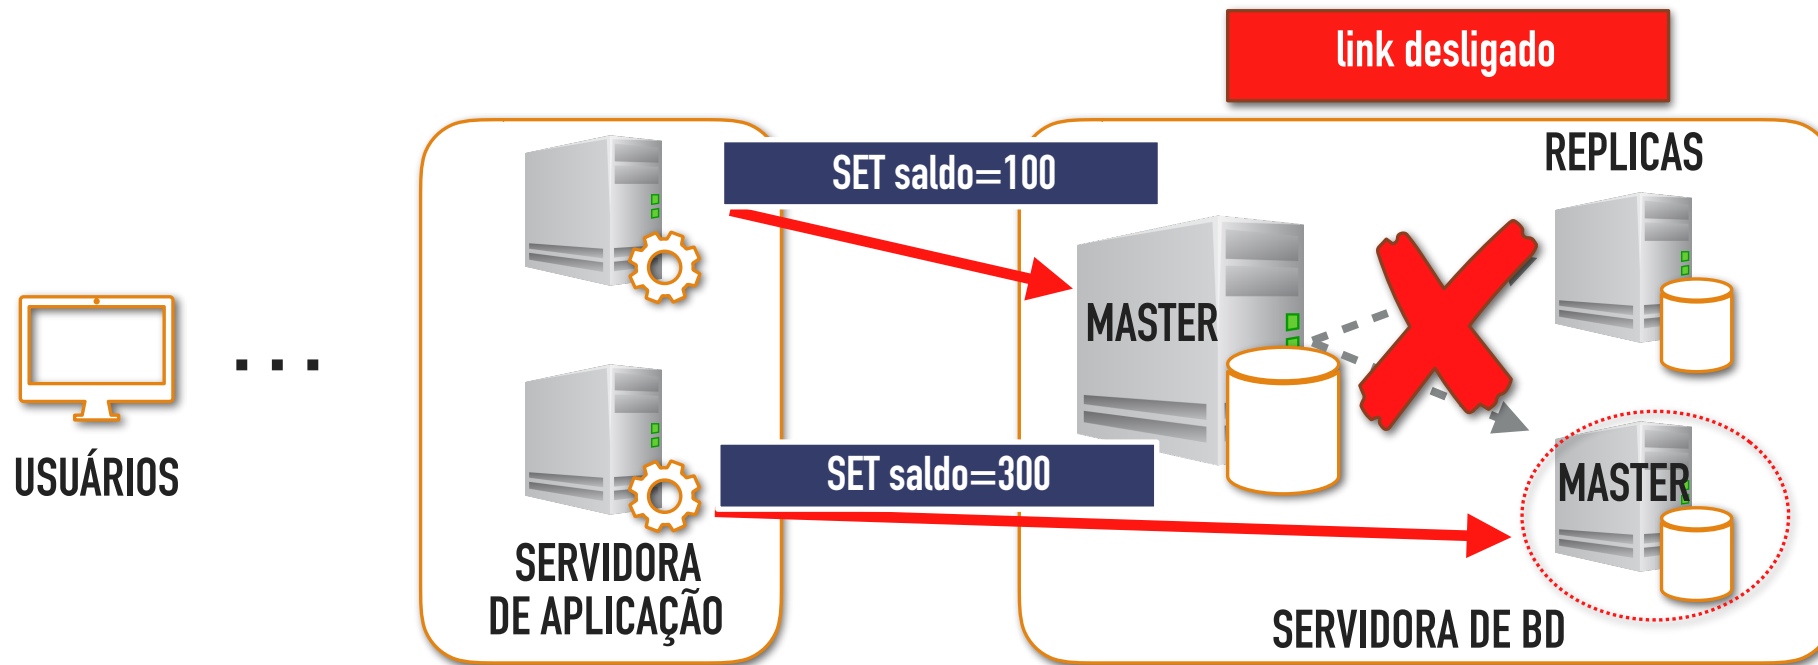 link desligado
SET saldo=100
REPLICAS
MASTER
. . .
USUÁRIOS
SET saldo=300
MASTER
SERVIDORA
DE APLICAÇÃO
SERVIDORA DE BD